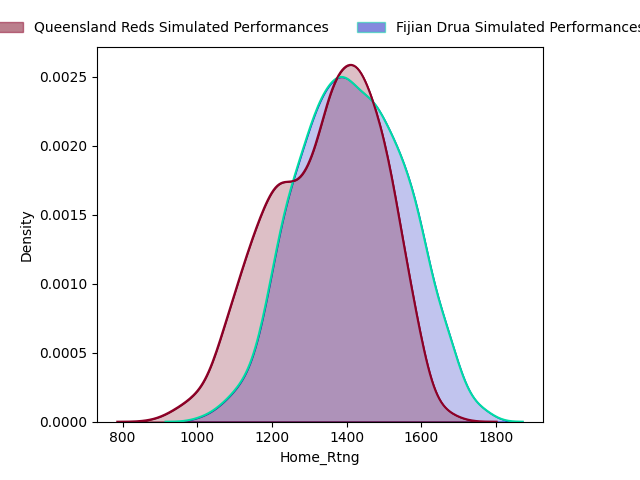 Queensland Reds Simulated Performances Fijian Drua Simulated Performances
0.0025
0.0020
0.0015
0.0010
0.0005
0.0000
Density
800 1000 1200 1400 1600 1800
Home_Rtng